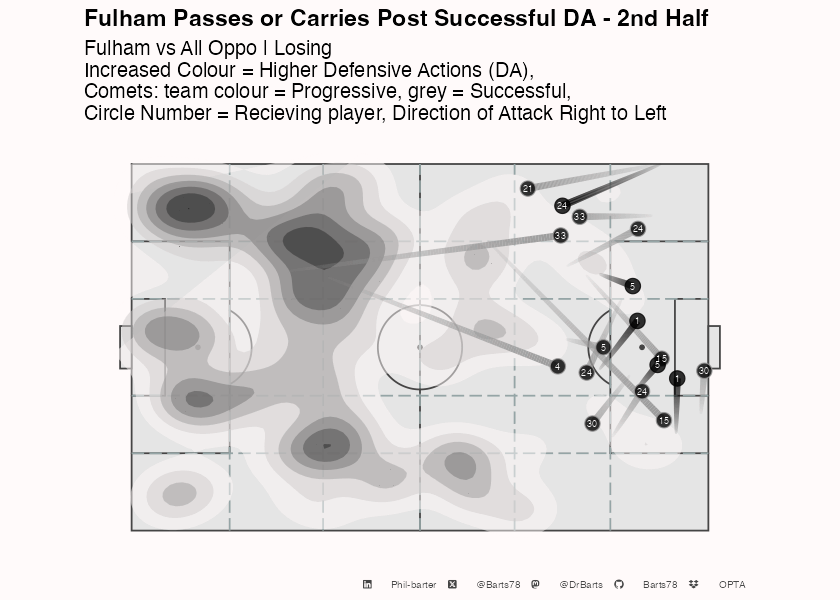 Fulham Passes or Carries Post Successful DA - 2nd Half
Fulham vs All Oppo | Losing
Increased Colour = Higher Defensive Actions (DA),
Comets: team colour = Progressive, grey = Successful,
Circle Number = Recieving player, Direction of Attack Right to Left
21
24
33
24
33
5
1
5
15
5
4
24
30
1
24
15
30
Phil-barter @Barts78 @DrBarts Barts78 OPTA